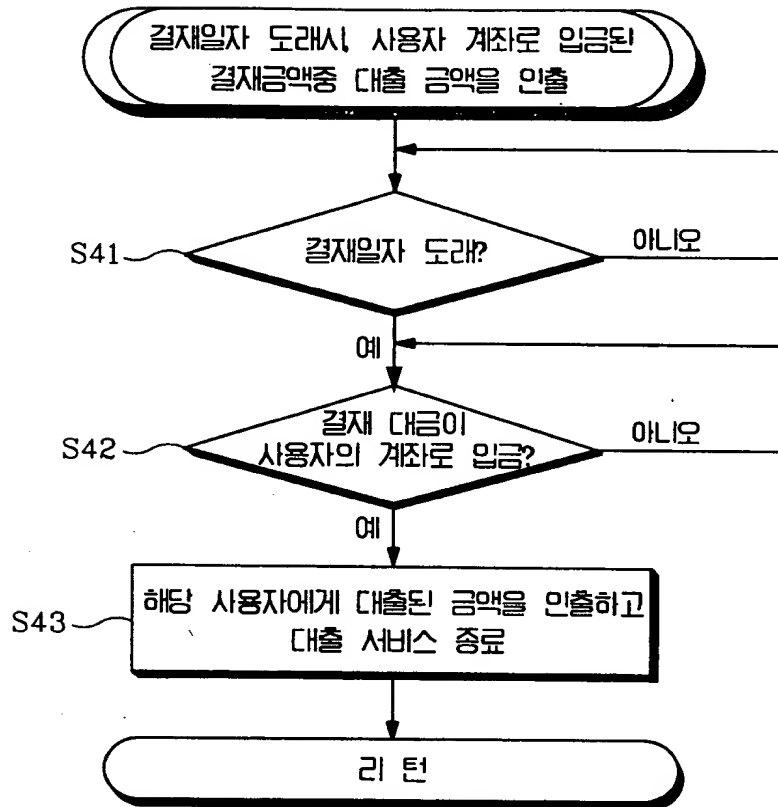 결재일자 도래시, 사용자 계좌로 입금된
결재금액중 대출 금액을 인출
S41
결재일자 도래?
아니오
예
S42
결재 대금이
사용자의 계좌로 입금?
아니오
예
S43
해당 사용자에게 대출된 금액을 인출하고
대출 서비스 종료
리 턴